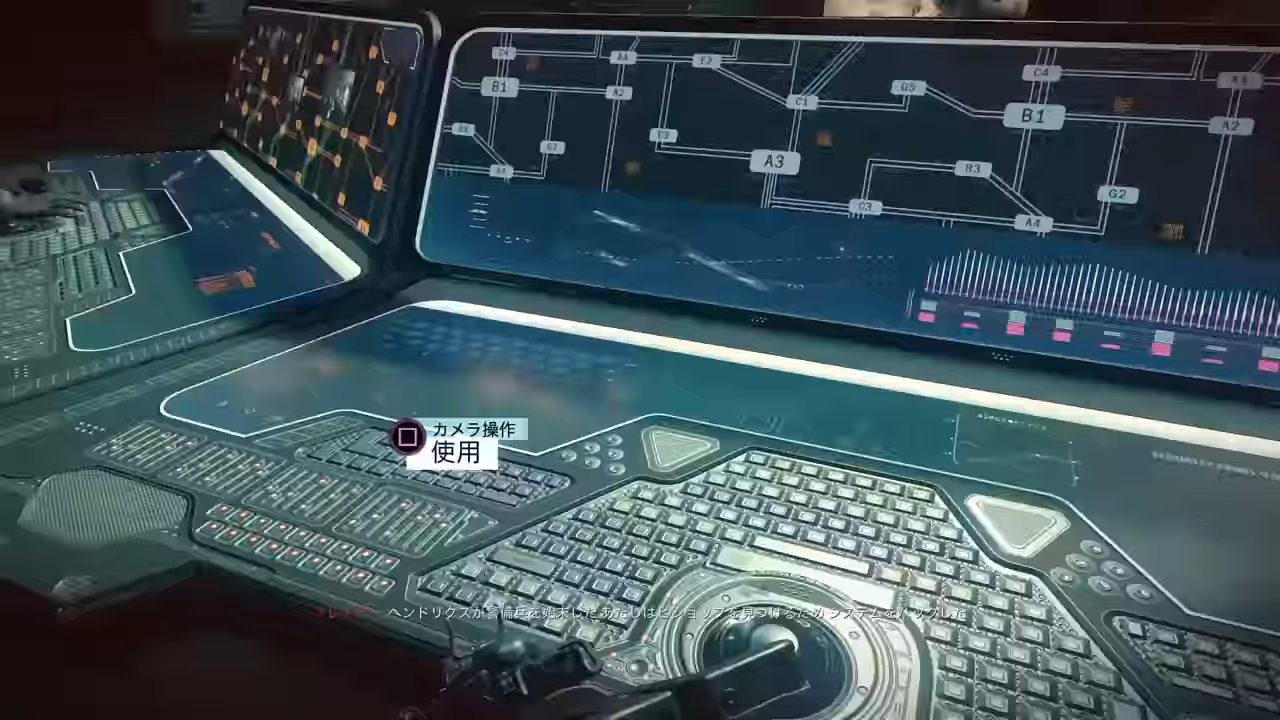 C4
A4
E2
C4
A4
B1
A2
C1
G5
B1
A2
G2
A3
B3
G2
C3
A4
カメラ操作
使用
ヘンドリクスが警備兵を始末した あたしはビショップを見つけるため システムをハックした